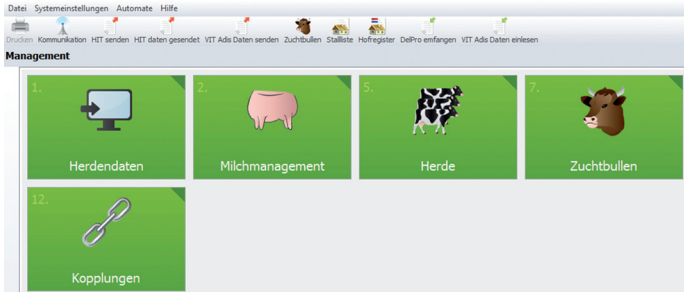 Datei Systemeinstellungen Automate Hilfe
Drucken Kommunikation HIT senden HIT daten gesendet VIT Adis Daten senden Zuchtbullen Stallliste Hofregister DelPro emfangen VIT Adis Daten einlesen
Management
1. 2. 5. 7.
Herdendaten Milchmanagement Herde Zuchtbullen
12.
Kopplungen